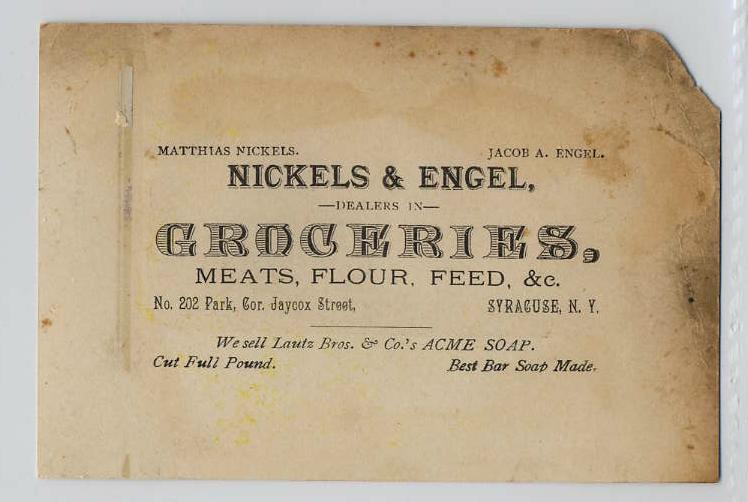 MATTHIAS NICKELS. JACOB A. ENGEL.
NICKELS & ENGEL,
—DEALERS IN—
GROCERIES,
MEATS, FLOUR, FEED, &c.
No. 202 Park, Cor. Jaycox Street, SYRACUSE, N. Y.
We sell Lautz Bros. & Co.'s ACME SOAP.
Cut Full Pound. Best Bar Soap Made.